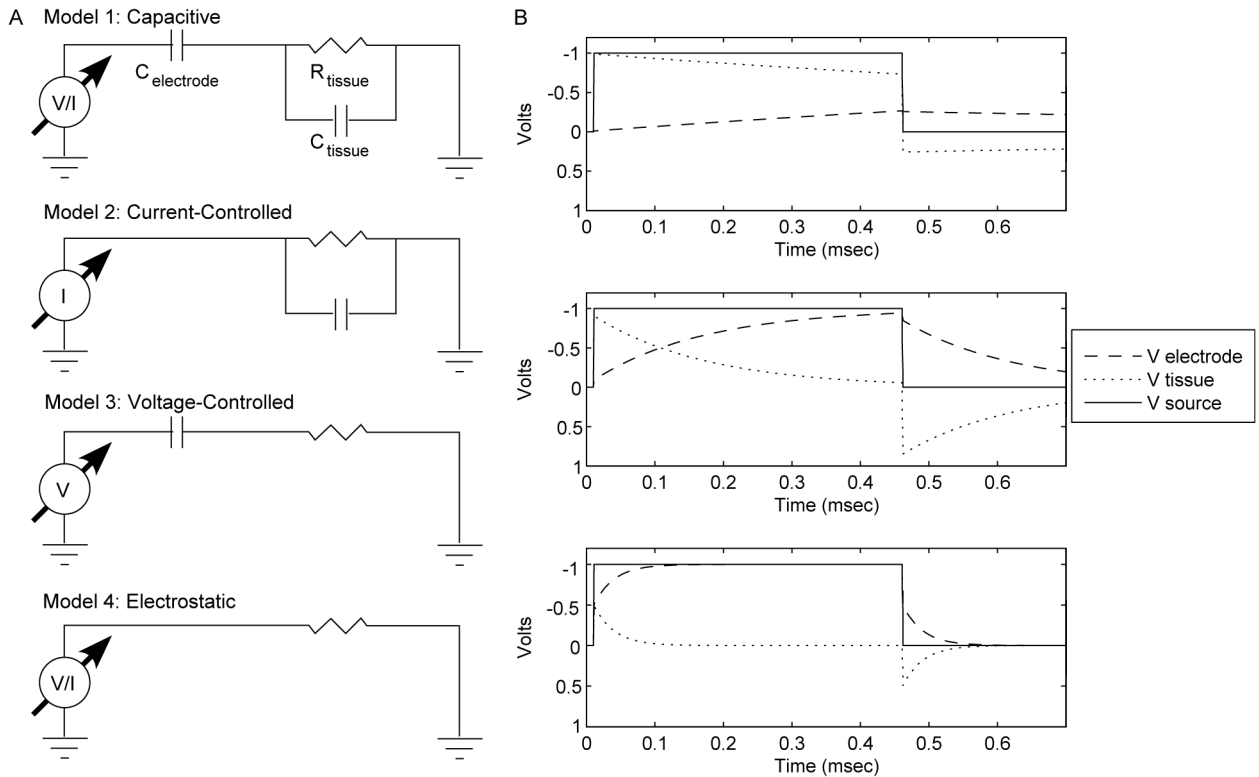 A
Model 1: Capacitive
C electrode
R tissue
V/I
C tissue
Model 2: Current-Controlled
I
Model 3: Voltage-Controlled
V
Model 4: Electrostatic
V/I
B
-1
-0.5
0
0.5
1
Volts
0 0.1 0.2 0.3 0.4 0.5 0.6
Time (msec)
-1
-0.5
0
0.5
1
Volts
0 0.1 0.2 0.3 0.4 0.5 0.6
Time (msec)
V electrode
V tissue
V source
-1
-0.5
0
0.5
1
Volts
0 0.1 0.2 0.3 0.4 0.5 0.6
Time (msec)